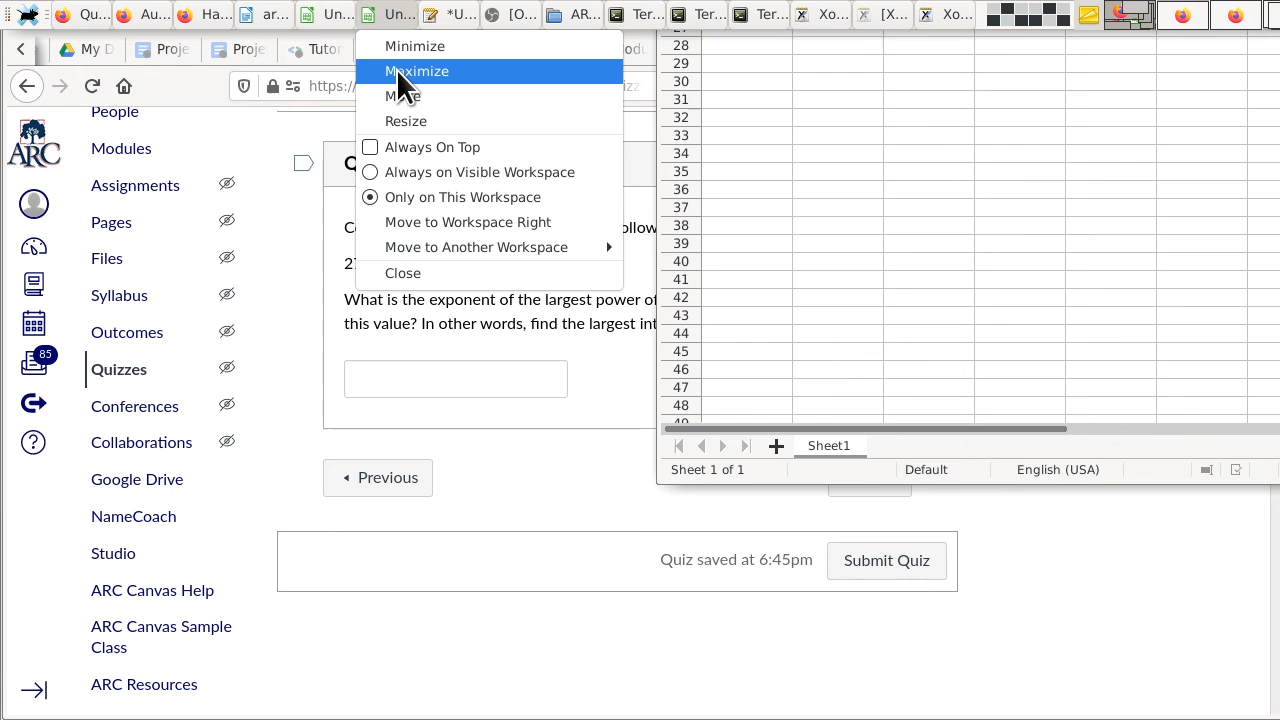 Qu...
Au...
Ha...
ar...
Un...
Un...
*U...
[O...
AR...
Ter...
Ter...
Ter...
Xo...
[X...
Xo...
My D
Proje
Proje
Tutor
https:/
Minimize
Maximize
Move
Resize
Always On Top
Always on Visible Workspace
Only on This Workspace
Move to Workspace Right
Move to Another Workspace
Close
ARC
85
People
Modules
Assignments
Pages
Files
Syllabus
Outcomes
Quizzes
Conferences
Collaborations
Google Drive
NameCoach
Studio
ARC Canvas Help
ARC Canvas Sample
Class
ARC Resources
What is the exponent of the largest power of
this value? In other words, find the largest int
Previous
Quiz saved at 6:45pm
Submit Quiz
28
29
30
31
32
33
34
35
36
37
38
39
40
41
42
43
44
45
46
47
48
Sheet1
Sheet 1 of 1
Default
English (USA)